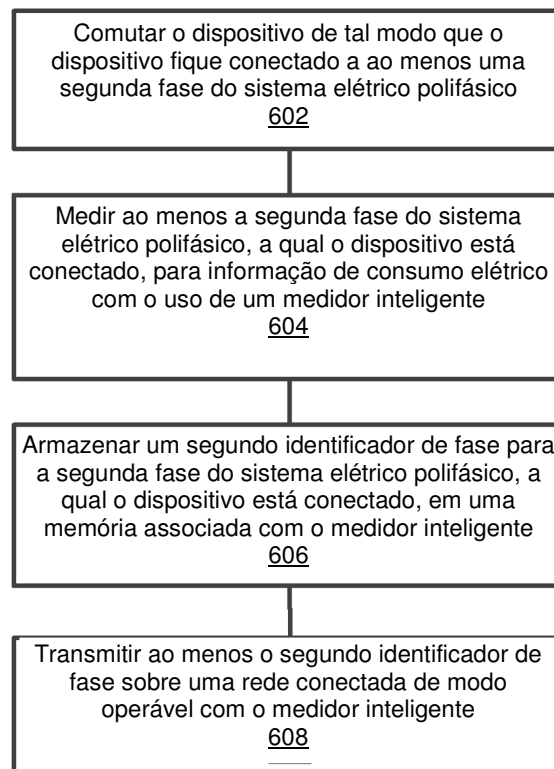 Comutar o dispositivo de tal modo que o
dispositivo fique conectado a ao menos uma
segunda fase do sistema elétrico polifásico
602
Medir ao menos a segunda fase do sistema
elétrico polifásico, a qual o dispositivo está
conectado, para informação de consumo elétrico
com o uso de um medidor inteligente
604
Armazenar um segundo identificador de fase para
a segunda fase do sistema elétrico polifásico, a
qual o dispositivo está conectado, em uma
memória associada com o medidor inteligente
606
Transmitir ao menos o segundo identificador de
fase sobre uma rede conectada de modo
operável com o medidor inteligente
608